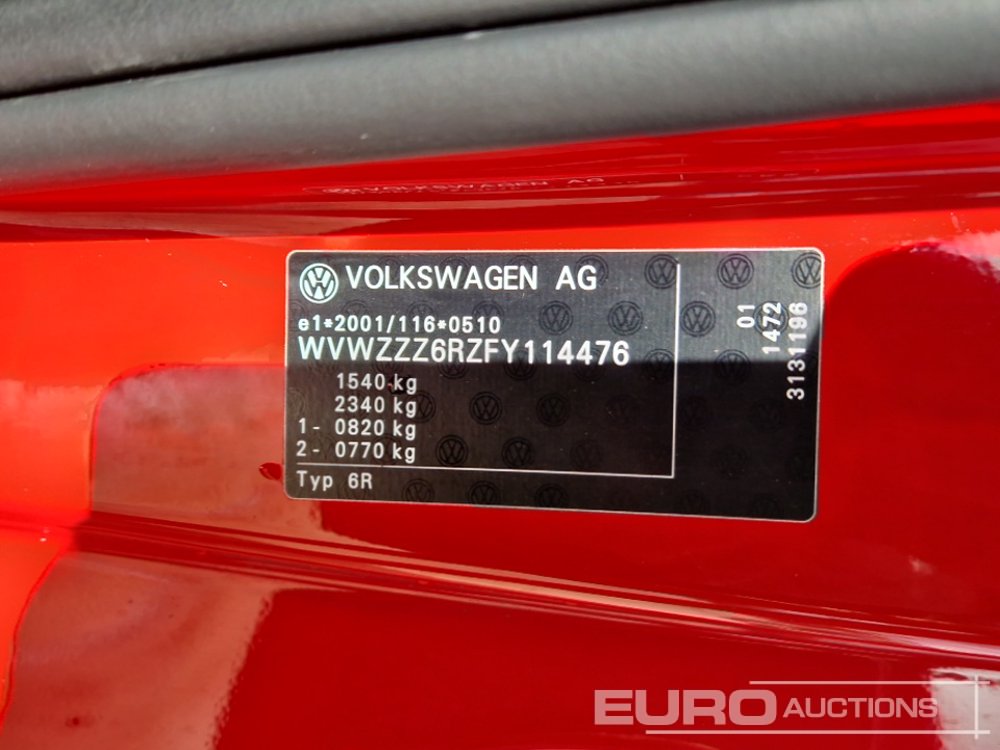 VOLKSWAGEN AG
VOLKSWAGEN AG
e1*2001/116*0510
WVWZZZ6RZFY114476
1540 kg
2340 kg
1- 0820 kg
2- 0770 kg
Typ 6R
01
1472
3131196
EURO AUCTIONS